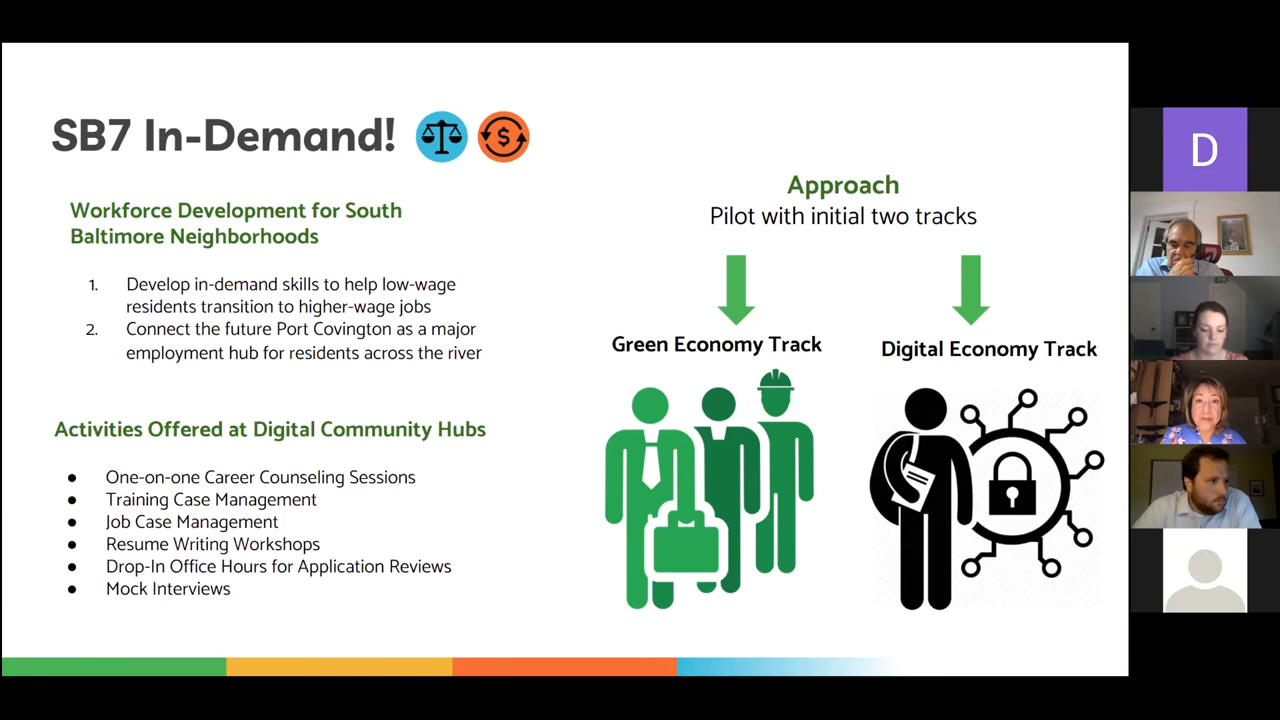 SB7 In-Demand!
Workforce Development for South
Baltimore Neighborhoods
1. Develop in-demand skills to help low-wage
residents transition to higher-wage jobs
2. Connect the future Port Covington as a major
employment hub for residents across the river
Activities Offered at Digital Community Hubs
● One-on-one Career Counseling Sessions
● Training Case Management
● Job Case Management
● Resume Writing Workshops
● Drop-In Office Hours for Application Reviews
● Mock Interviews
Approach
Pilot with initial two tracks
Green Economy Track
Digital Economy Track
$
D